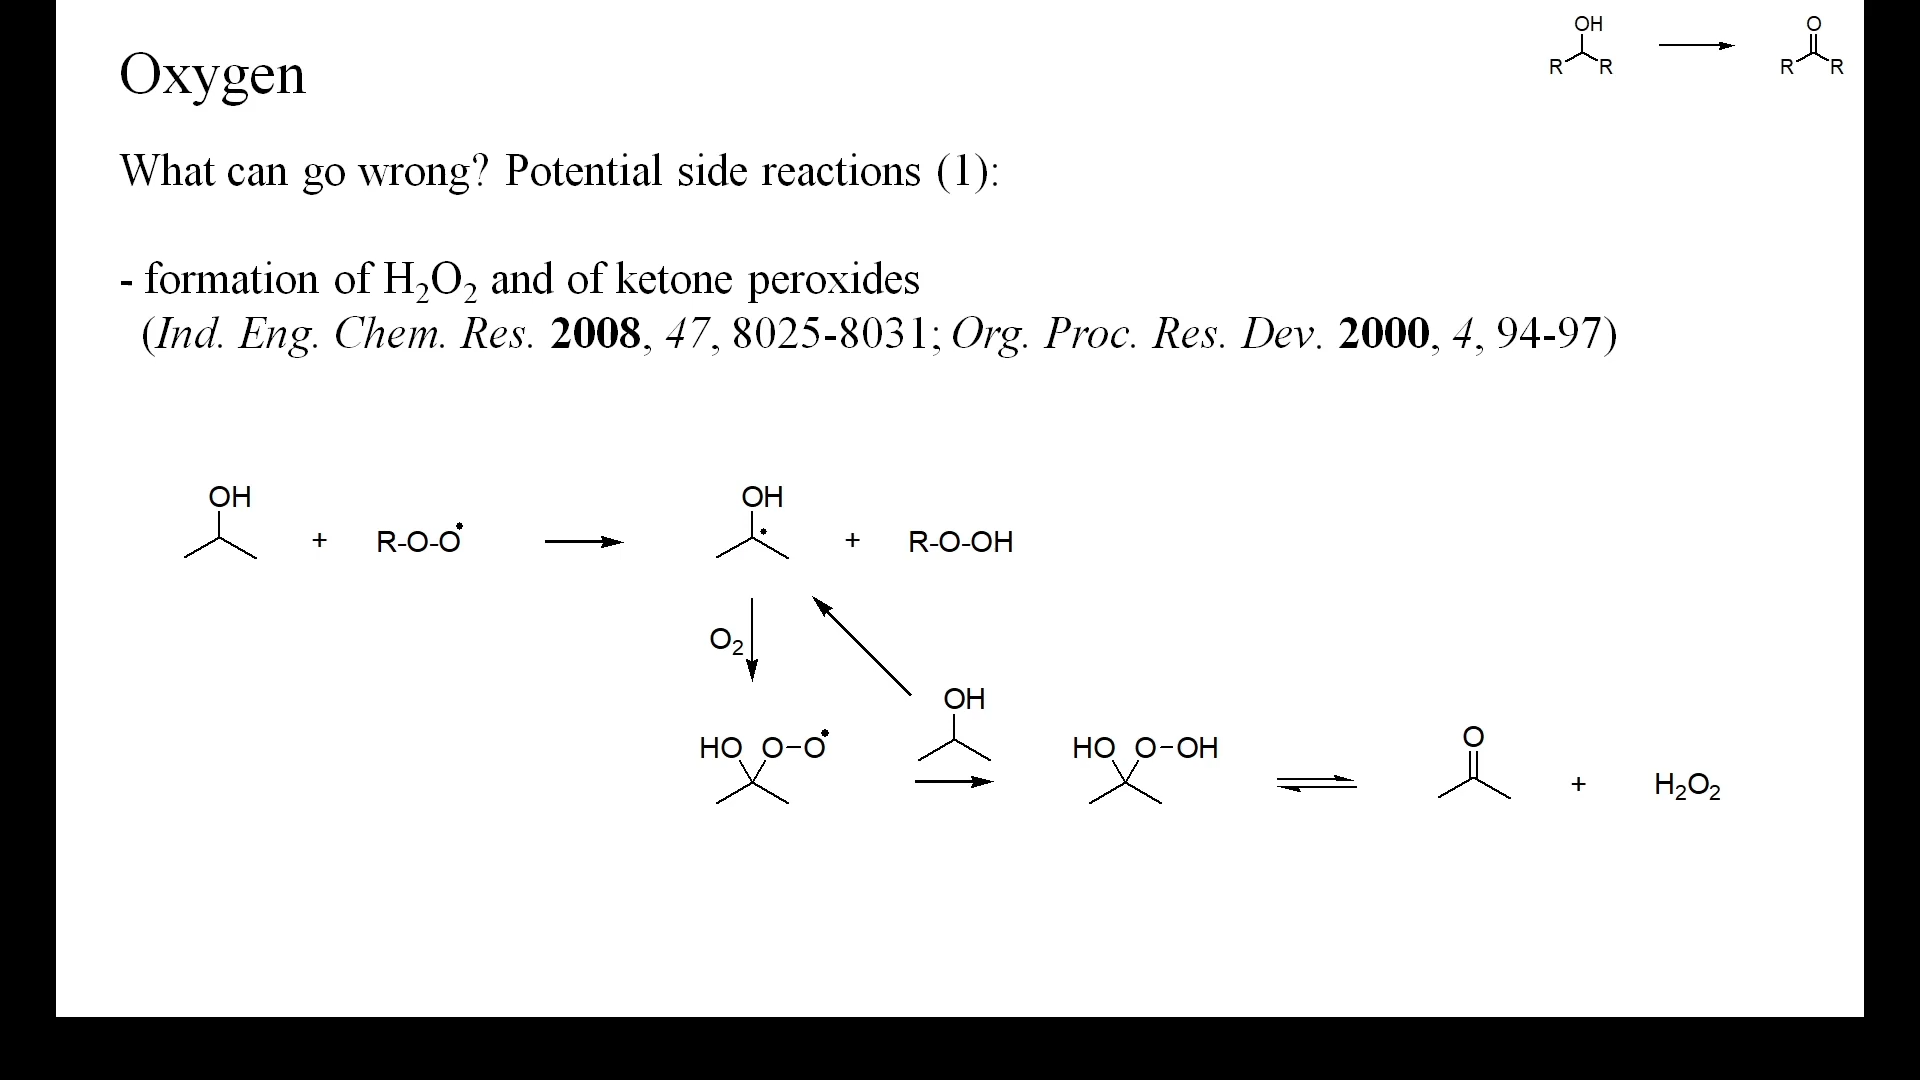 Oxygen
OH
R R
O
R R
What can go wrong? Potential side reactions (1):
- formation of H₂O₂ and of ketone peroxides
(Ind. Eng. Chem. Res. 2008, 47, 8025-8031; Org. Proc. Res. Dev. 2000, 4, 94-97)
OH
+ R-O-O•
OH
•
+ R-O-OH
O₂
OH
HO O-O•
HO O-OH
O
+ H₂O₂